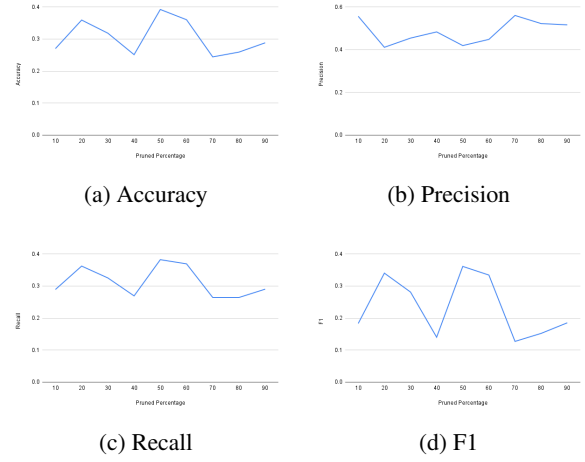 0.4
0.3
0.2
0.1
0.0
Accuracy
10 20 30 40 50 60 70 80 90
Pruned Percentage
(a) Accuracy
0.6
0.4
0.2
0.0
Precision
10 20 30 40 50 60 70 80 90
Pruned Percentage
(b) Precision
0.4
0.3
0.2
0.1
0.0
Recall
10 20 30 40 50 60 70 80 90
Pruned Percentage
(c) Recall
0.4
0.3
0.2
0.1
0.0
F1
10 20 30 40 50 60 70 80 90
Pruned Percentage
(d) F1